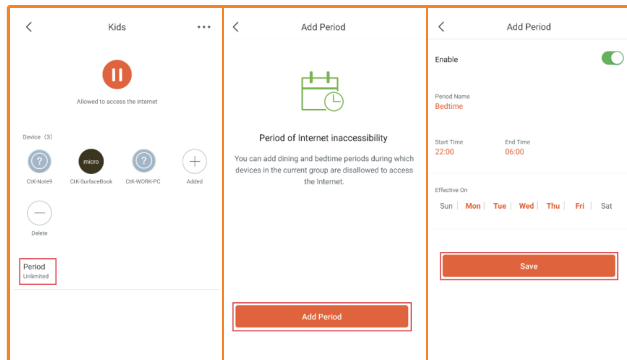 Kids
Allowed to access the internet
Device (3)
CtK-Note9
micro
CtK-SurfaceBook
CtK-WORK-PC
Added
Delete
Period
Unlimited
Add Period
Period of Internet inaccessibility
You can add dining and bedtime periods during which
devices in the current group are disallowed to access
the Internet.
Add Period
Add Period
Enable
Period Name
Bedtime
Start Time End Time
22:00 06:00
Effective On
Sun Mon Tue Wed Thu Fri Sat
Save